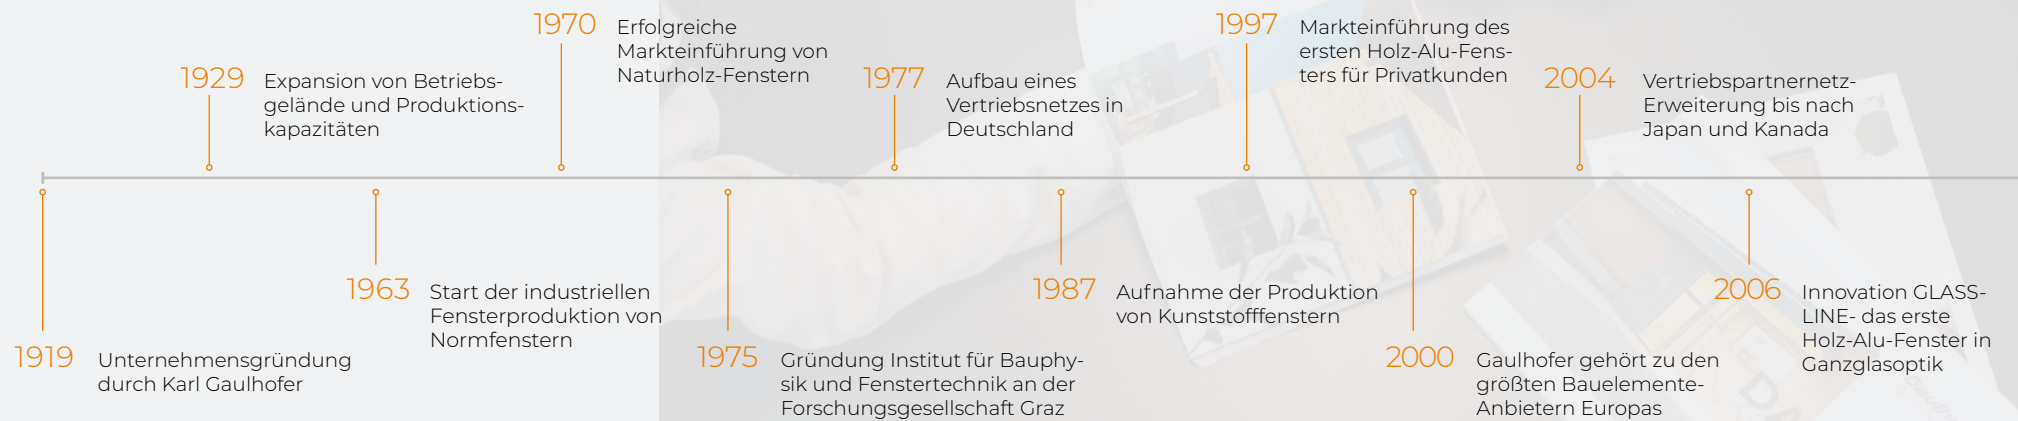 1919
Unternehmensgründung
durch Karl Gaulhofer
1929
Expansion von Betriebs-
gelände und Produktions-
kapazitäten
1963
Start der industriellen
Fensterproduktion von
Normfenstern
1970
Erfolgreiche
Markteinführung von
Naturholz-Fenstern
1975
Gründung Institut für Bauphy-
sik und Fenstertechnik an der
Forschungsgesellschaft Graz
1977
Aufbau eines
Vertriebsnetzes in
Deutschland
1987
Aufnahme der Produktion
von Kunststofffenstern
1997
Markteinführung des
ersten Holz-Alu-Fens-
ters für Privatkunden
2000
Gaulhofer gehört zu den
größten Bauelemente-
Anbietern Europas
2004
Vertriebspartnernetz-
Erweiterung bis nach
Japan und Kanada
2006
Innovation GLASS-
LINE- das erste
Holz-Alu-Fenster in
Ganzglasoptik